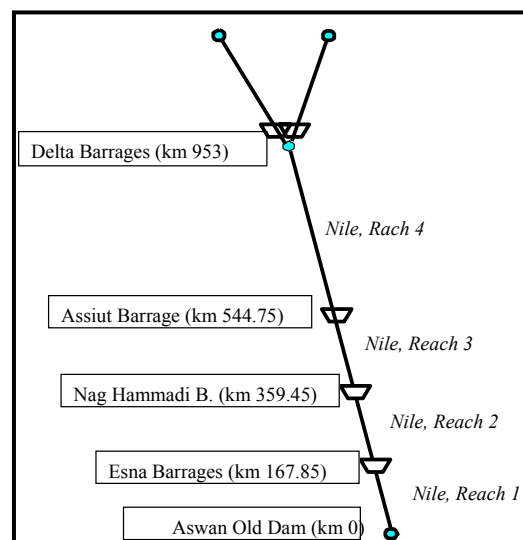 Delta Barrages (km 953)
Nile, Rach 4
Assiut Barrage (km 544.75)
Nile, Reach 3
Nag Hammadi B. (km 359.45)
Nile, Reach 2
Esna Barrages (km 167.85)
Nile, Reach 1
Aswan Old Dam (km 0)